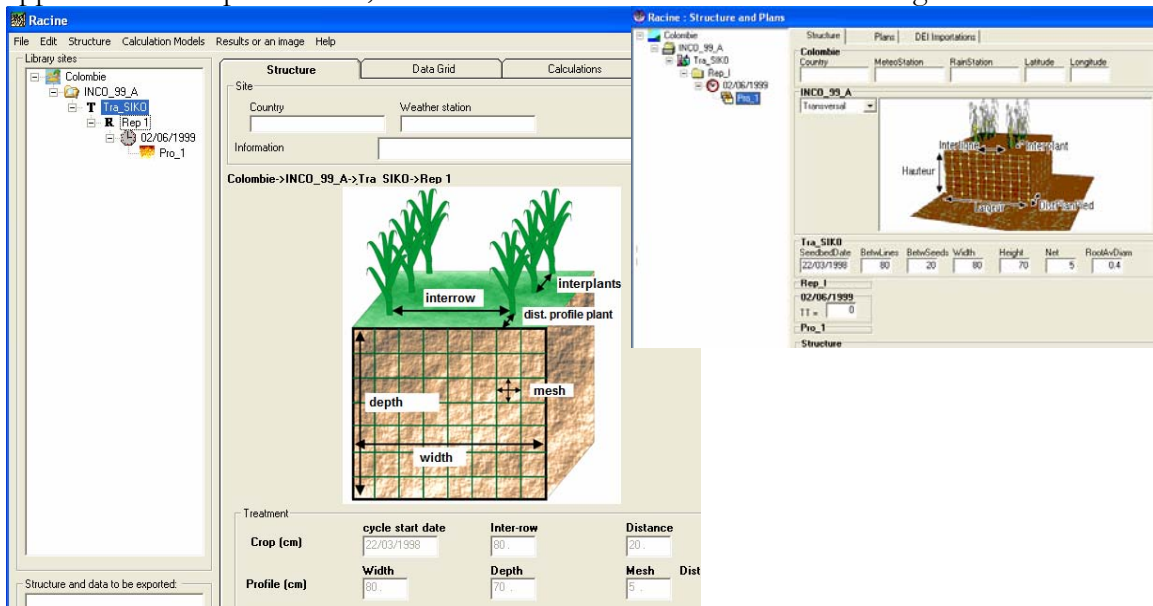 Racine
File Edit Structure Calculation Models Results or an image Help
Library sites
Colombie
INCO_99_A
T Tra_SIKO
R Rep 1
02/06/1999
Pro_1
Structure and data to be exported:
Structure Data Grid Calculations
Site
Country Weather station
Information
Colombie->INCO_99_A->Tra_SIKO->Rep 1
interplants
interrow
dist. profile plant
mesh
depth
width
Treatment
cycle start date Inter-row Distance
Crop (cm) 22/03/1998 80. 20.
Width Depth Mesh Dist
Profile (cm) 80. 70. 5.
Racine : Structure and Plans
Colombie
INCO_99_A
Tra_SIKO
Rep_I
02/06/1999
Pro_1
Structure Plans DEI Importations
Colombie
Country MeteoStation RainStation Latitude Longitude
INCO_99_A
Transversal
Interligne Interplant
Hauteur
largeur DistPlanPied
Tra_SIKO
SeedbedDate BetwLines BetwSeeds Width Height Net RootAvDiam
22/03/1998 80 20 80 70 5 0.4
Rep_I
02/06/1999
TT = 0
Pro_1
Structure